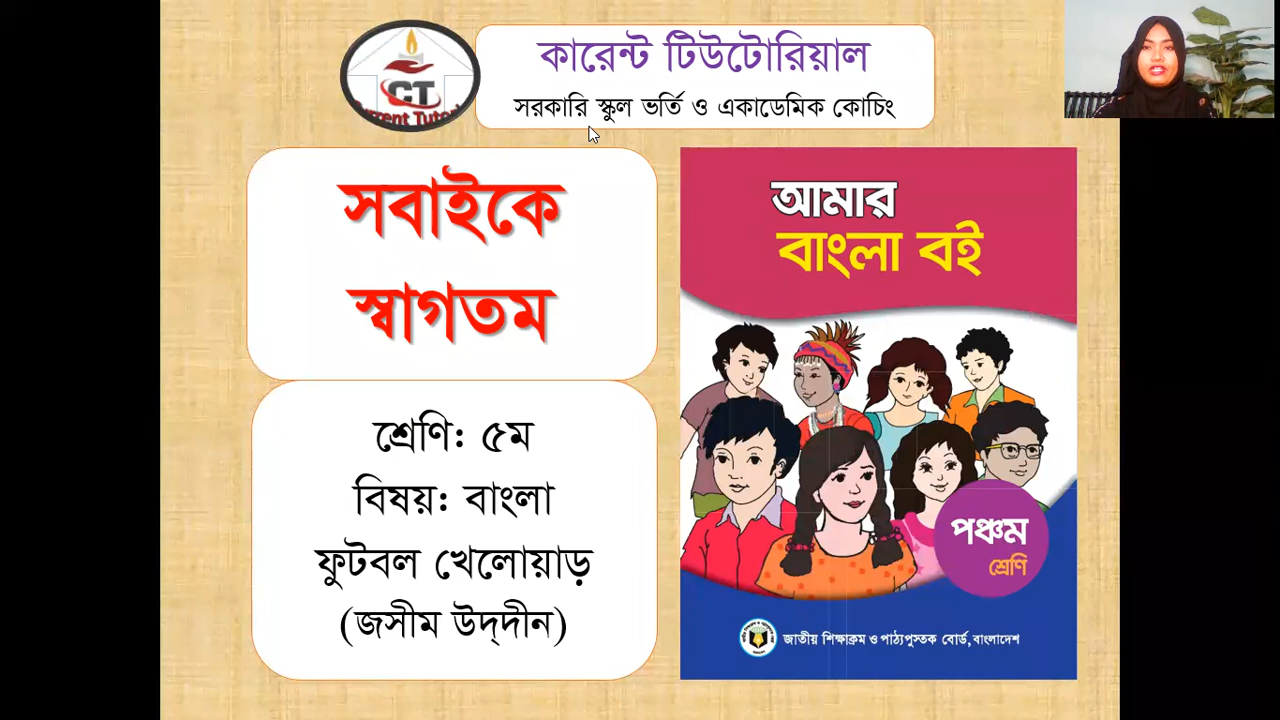 কারেন্ট টিউটোরিয়াল
সরকারি স্কুল ভর্তি ও একাডেমিক কোচিং
CT
সবাইকে
স্বাগতম
শ্রেণি: ৫ম
বিষয়: বাংলা
ফুটবল খেলোয়াড়
(জসীম উদ্‌দীন)
আমার
বাংলা বই
পঞ্চম
শ্রেণি
জাতীয় শিক্ষাক্রম ও পাঠ্যপুস্তক বোর্ড, বাংলাদেশ